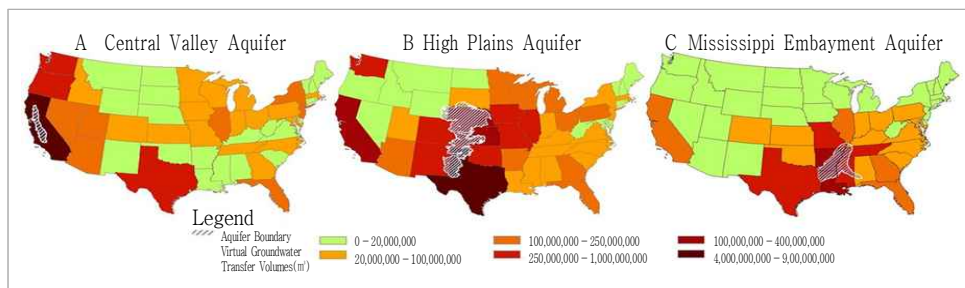 A Central Valley Aquifer
B High Plains Aquifer
C Mississippi Embayment Aquifer
Legend
Aquifer Boundary
Virtual Groundwater
Transfer Volumes(㎥)
0 - 20,000,000
20,000,000 - 100,000,000
100,000,000 - 250,000,000
250,000,000 - 1,000,000,000
100,000,000 - 400,000,000
4,000,000,000 - 9,00,000,000